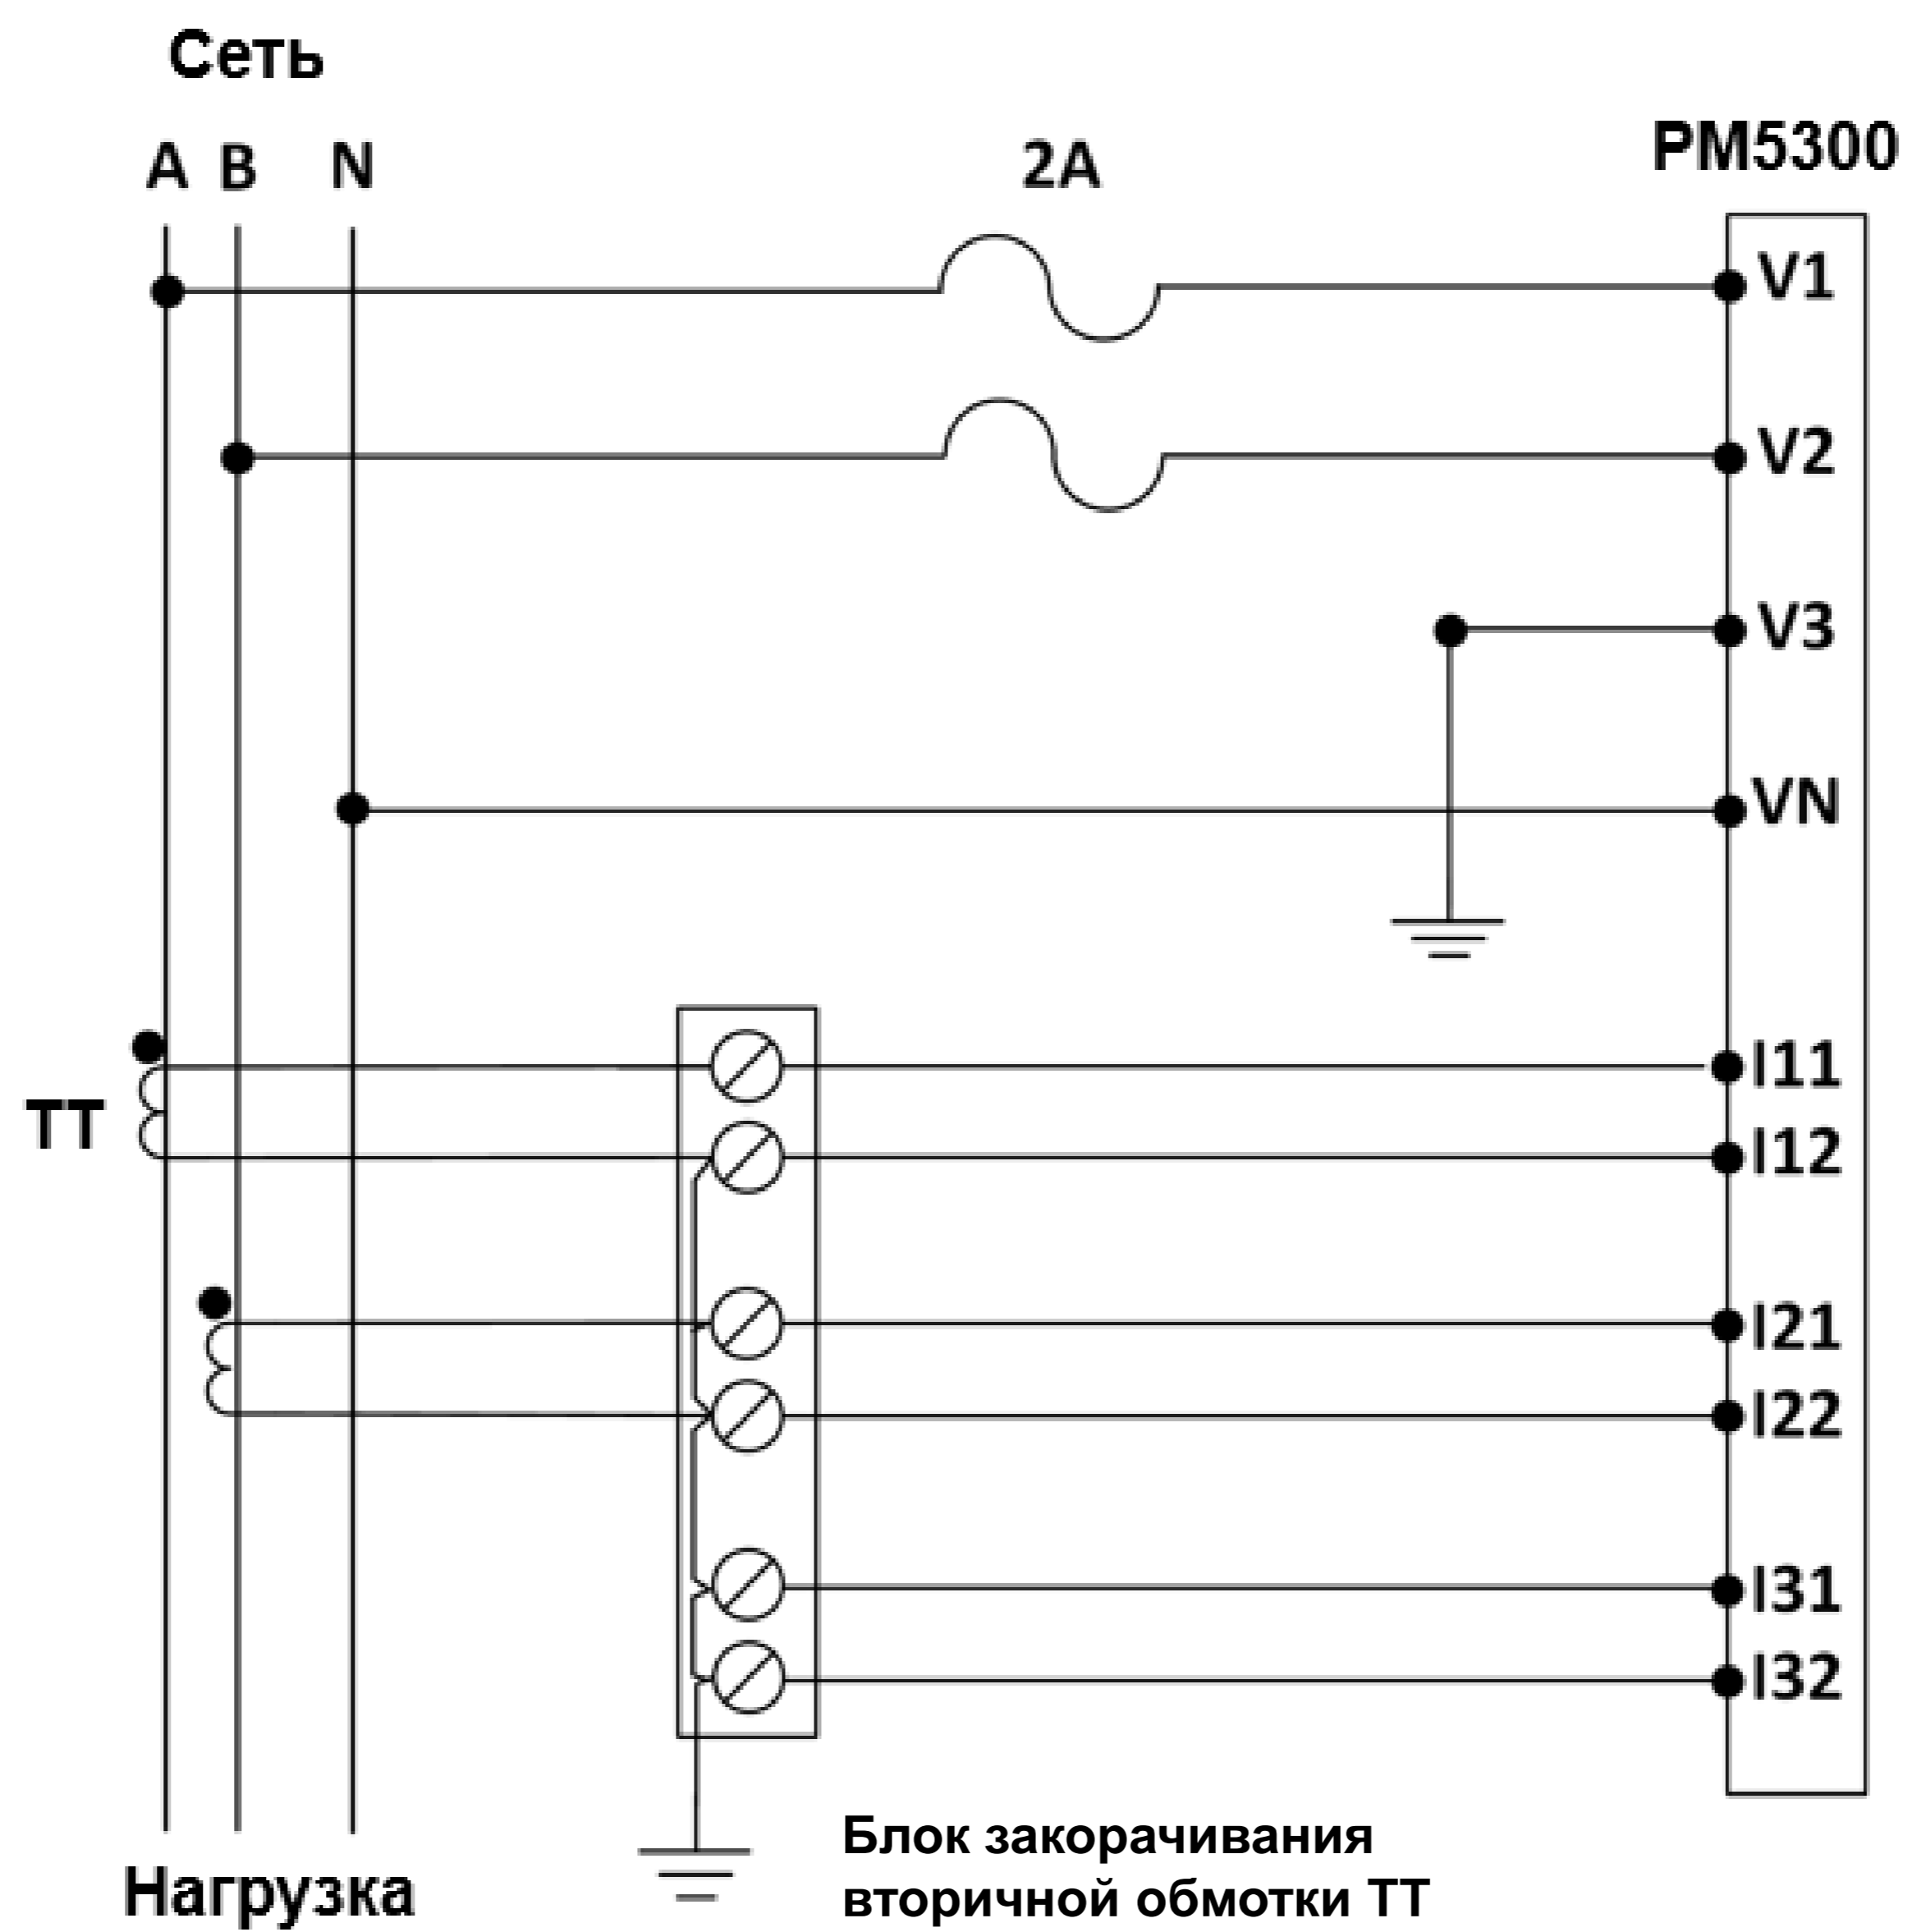 Сеть
A B N
2A
PM5300
V1
V2
V3
VN
I11
ТТ
I12
I21
I22
I31
I32
Блок закорачивания
вторичной обмотки ТТ
Нагрузка